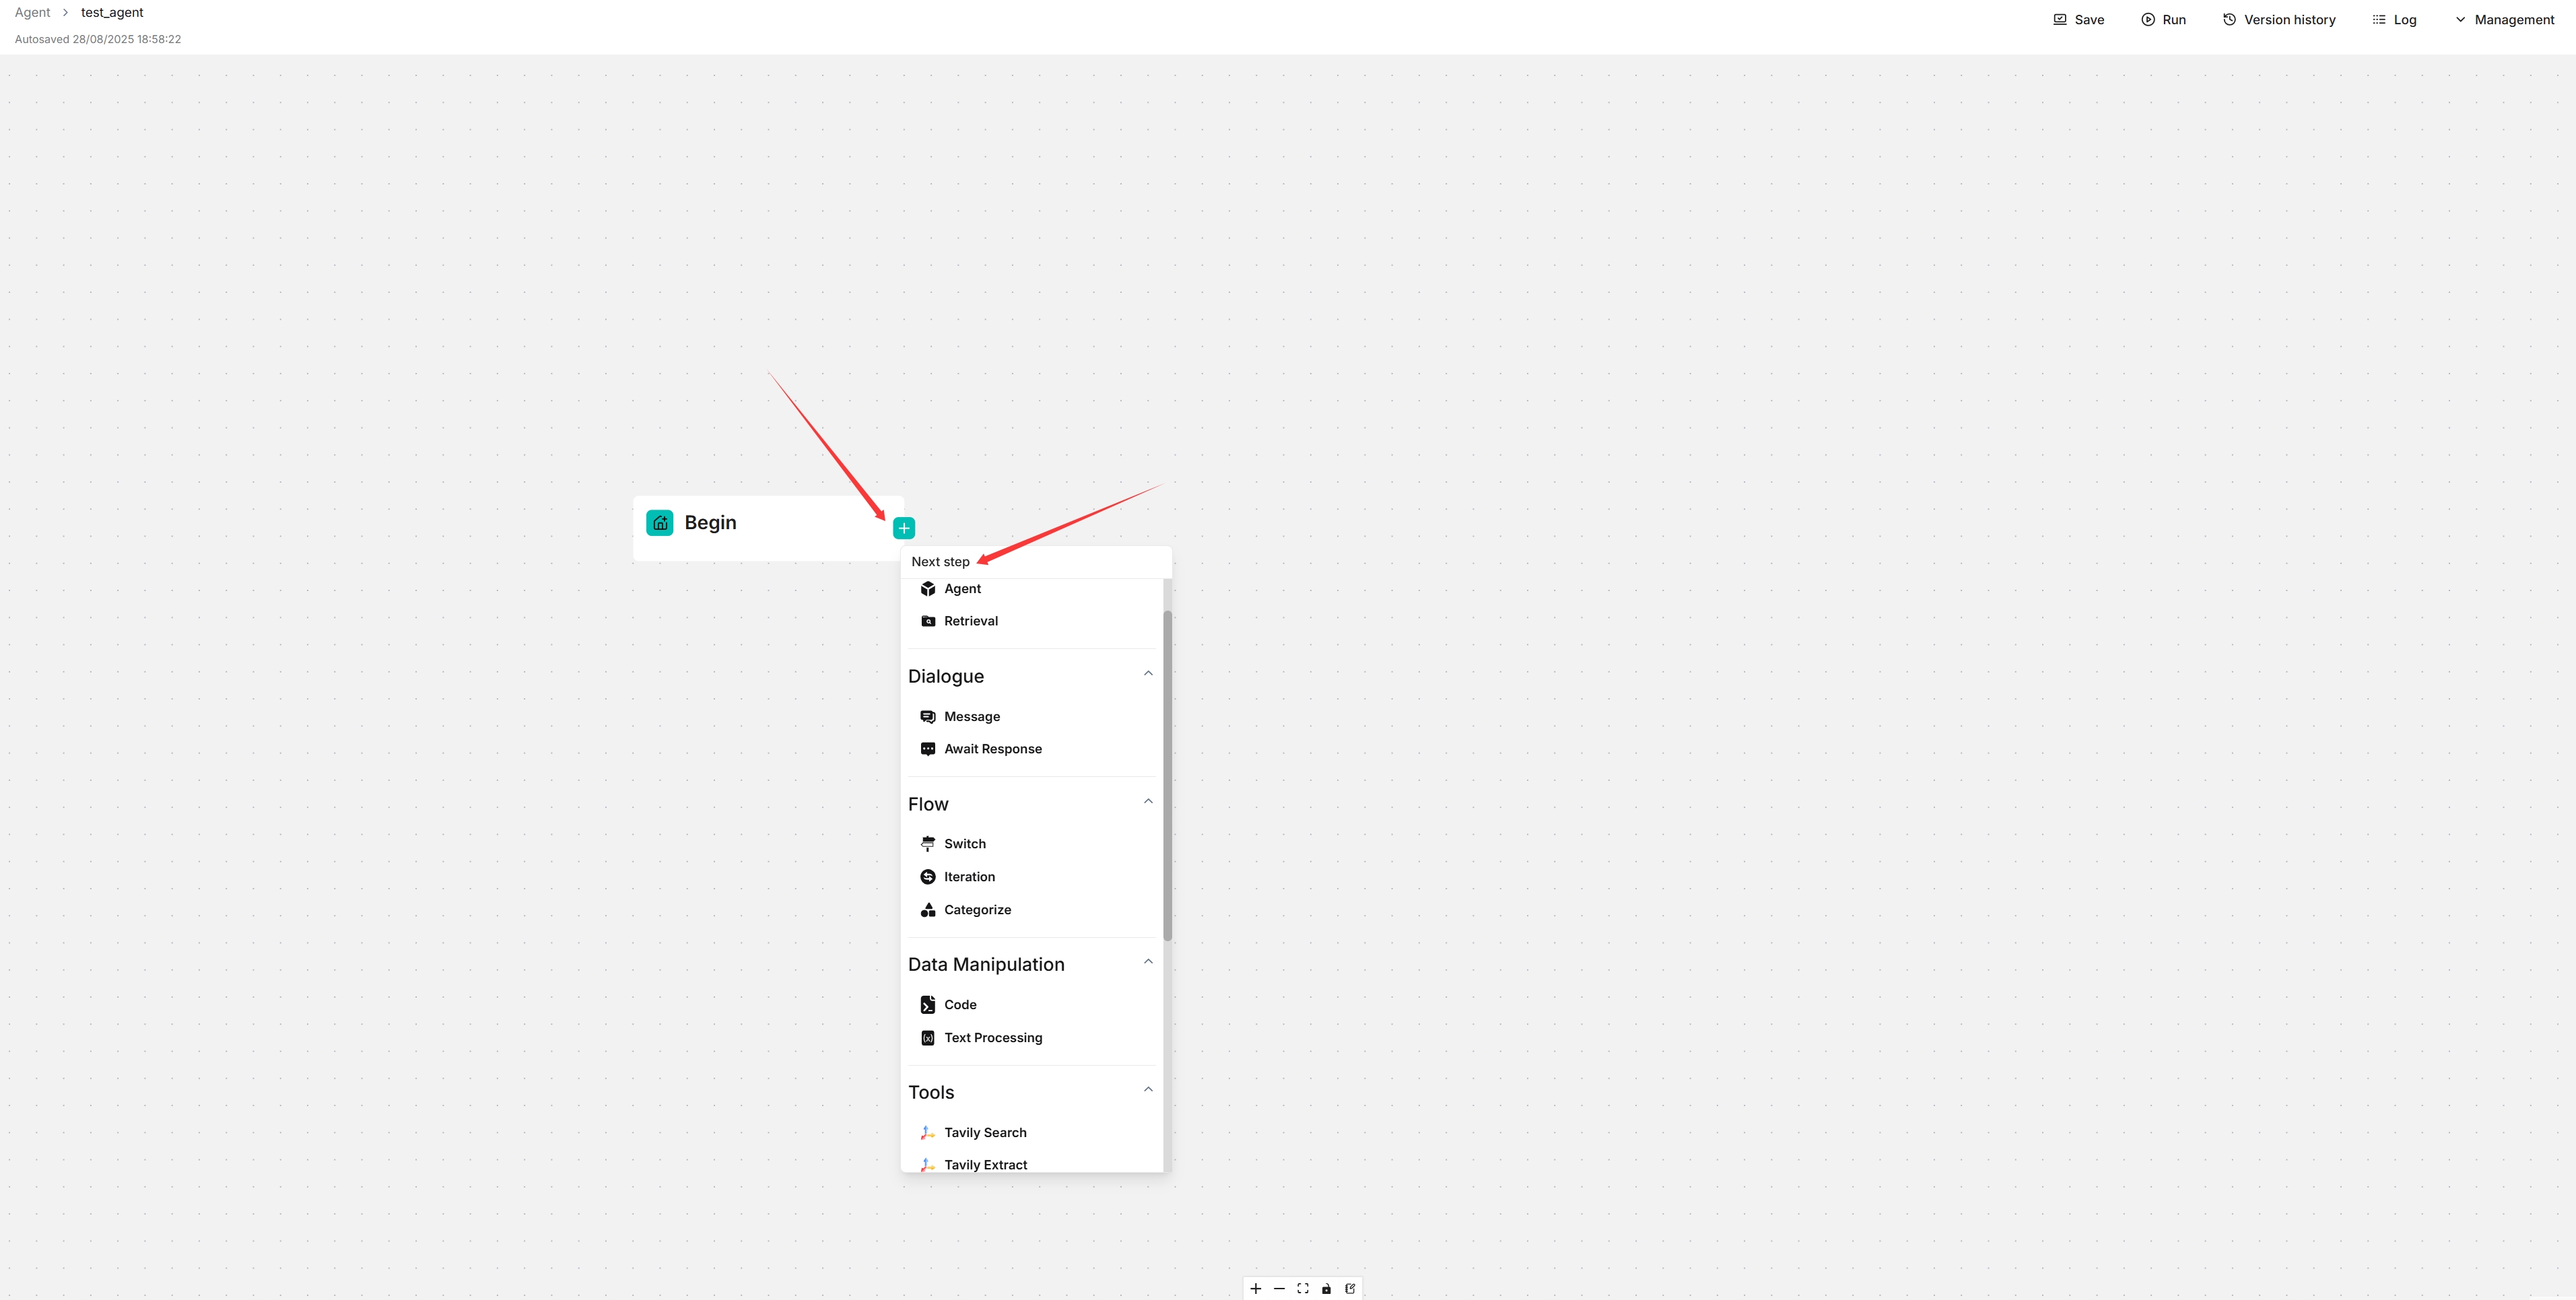 Agent > test_agent
Autosaved 28/08/2025 18:58:22
Save
Run
Version history
Log
Management
Begin
Next step
Agent
Retrieval
Dialogue
Message
Await Response
Flow
Switch
Iteration
Categorize
Data Manipulation
Code
Text Processing
Tools
Tavily Search
Tavily Extract